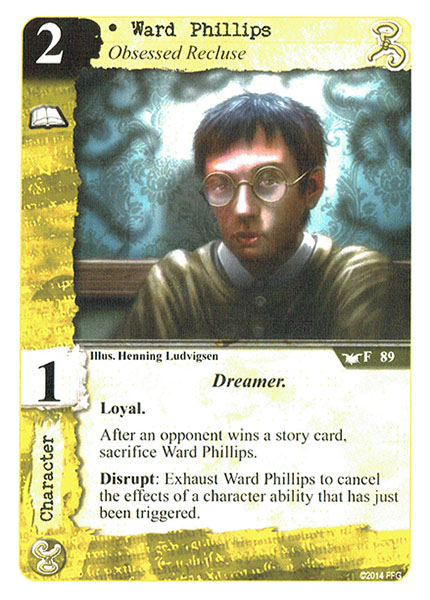 2
• Ward Phillips
Obsessed Recluse
Illus. Henning Ludvigsen
F 89
1
Dreamer.
Loyal.
After an opponent wins a story card,
sacrifice Ward Phillips.
Disrupt: Exhaust Ward Phillips to cancel
the effects of a character ability that has just
been triggered.
Character
©2014 FFG